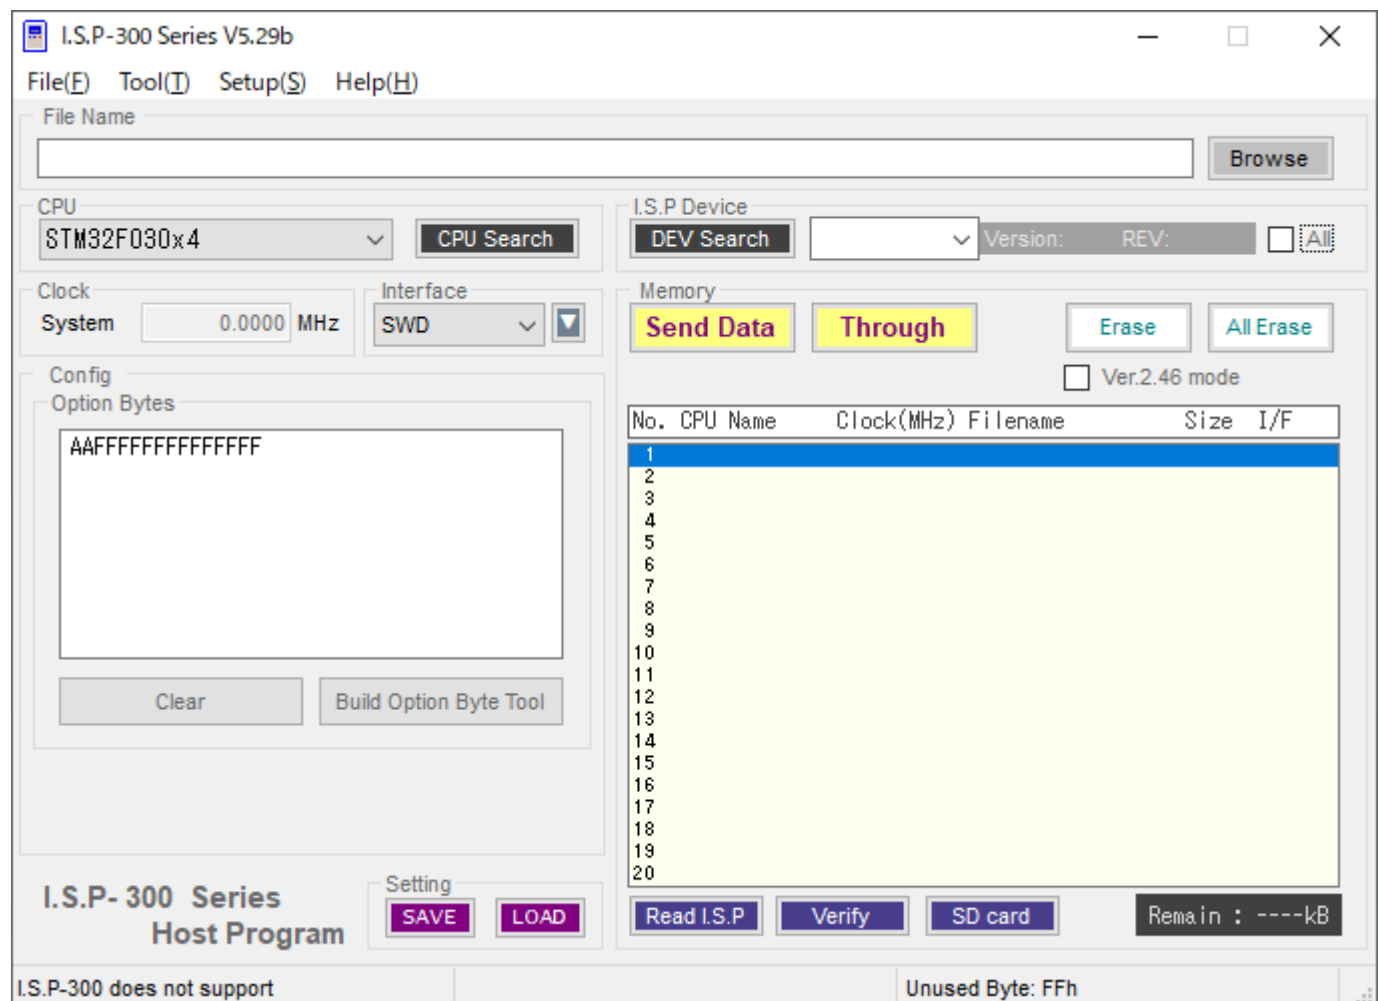 I.S.P-300 Series V5.29b
File(F) Tool(T) Setup(S) Help(H)
File Name
Browse
CPU
STM32F030x4
CPU Search
I.S.P Device
DEV Search
Version: REV:
All
Clock
System 0.0000 MHz
Interface
SWD
Memory
Send Data
Through
Erase
All Erase
Ver.2.46 mode
Config
Option Bytes
AAFFFFFFFFFFFFFF
Clear
Build Option Byte Tool
No. CPU Name Clock(MHz) Filename Size I/F
1
2
3
4
5
6
7
8
9
10
11
12
13
14
15
16
17
18
19
20
I.S.P- 300 Series
Host Program
Setting
SAVE
LOAD
Read I.S.P
Verify
SD card
Remain : ----kB
I.S.P-300 does not support
Unused Byte: FFh